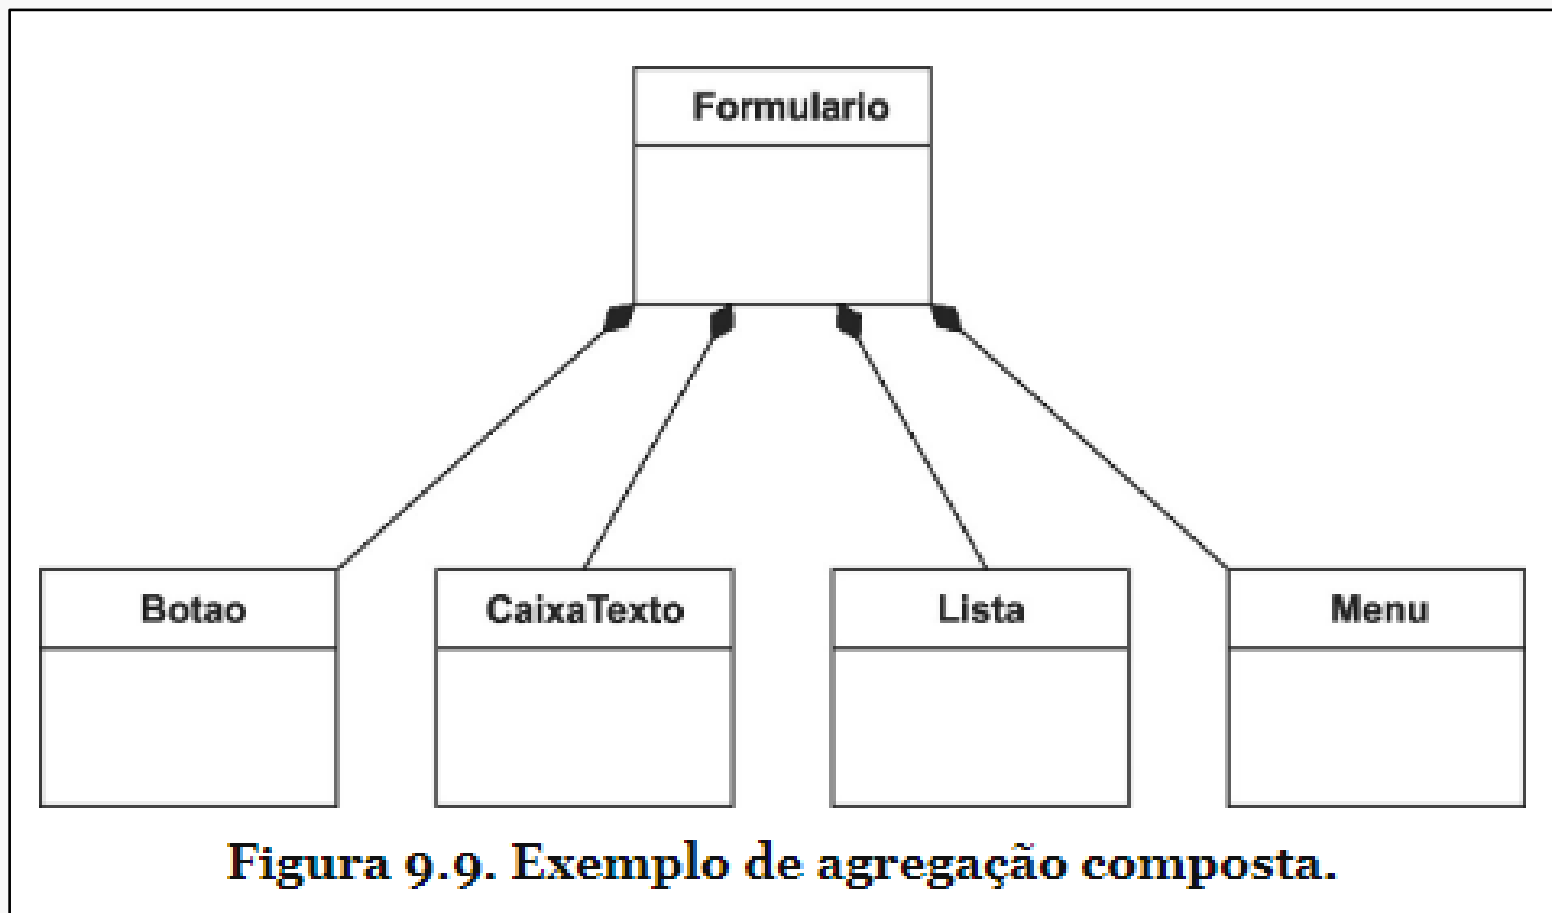 Formulario
Botao
CaixaTexto
Lista
Menu
Figura 9.9. Exemplo de agregação composta.